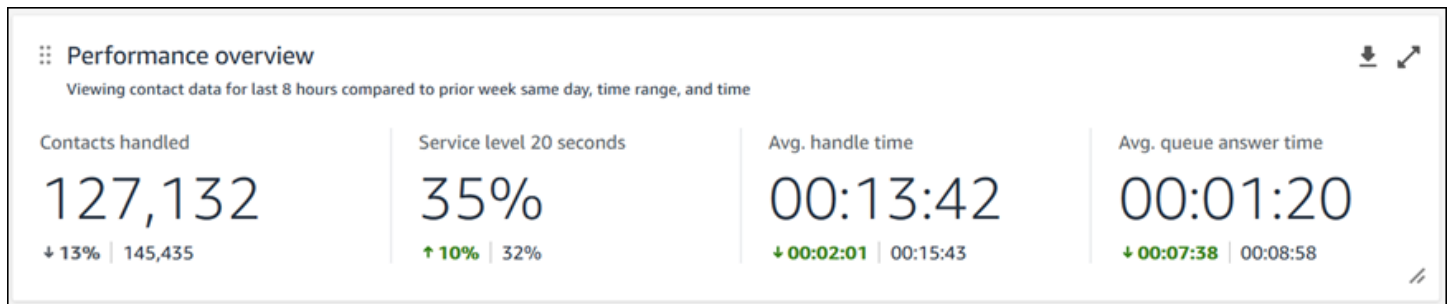 Performance overview
Viewing contact data for last 8 hours compared to prior week same day, time range, and time
Contacts handled
127,132
↓ 13% | 145,435
Service level 20 seconds
35%
↑ 10% | 32%
Avg. handle time
00:13:42
↓ 00:02:01 | 00:15:43
Avg. queue answer time
00:01:20
↓ 00:07:38 | 00:08:58